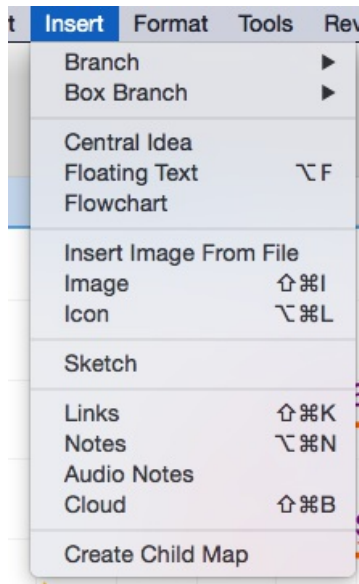 t Insert Format Tools Rev
Branch ▶
Box Branch ▶
Central Idea
Floating Text ⌥F
Flowchart
Insert Image From File
Image ⇧⌘I
Icon ⌥⌘L
Sketch
Links ⇧⌘K
Notes ⌥⌘N
Audio Notes
Cloud ⇧⌘B
Create Child Map